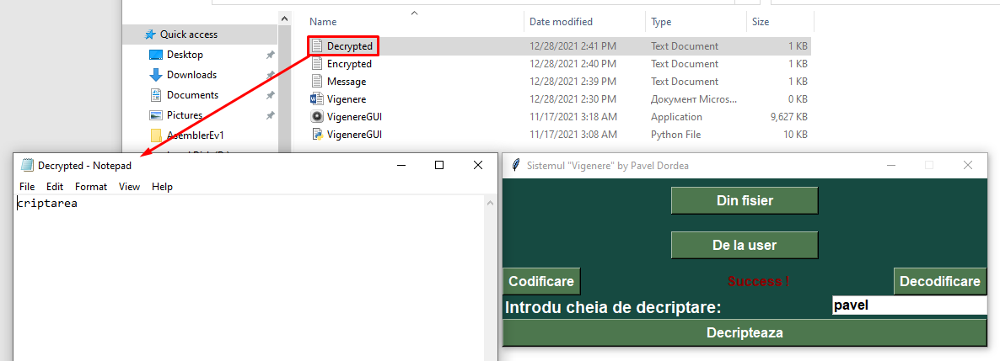 Name Date modified Type Size
Quick access
Desktop
Downloads
Documents
Pictures
AsemblerEv1
Decrypted 12/28/2021 2:41 PM Text Document 1 KB
Encrypted 12/28/2021 2:40 PM Text Document 1 KB
Message 12/28/2021 2:39 PM Text Document 1 KB
Vigenere 12/28/2021 2:30 PM Документ Micros... 0 KB
VigenereGUI 11/17/2021 3:18 AM Application 9,627 KB
VigenereGUI 11/17/2021 3:08 AM Python File 10 KB
Decrypted - Notepad
File Edit Format View Help
criptarea
Sistemul "Vigenere" by Pavel Dordea
Din fisier
De la user
Codificare Success ! Decodificare
Introdu cheia de decriptare: pavel
Decripteaza